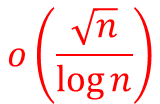 o(√n / log n)